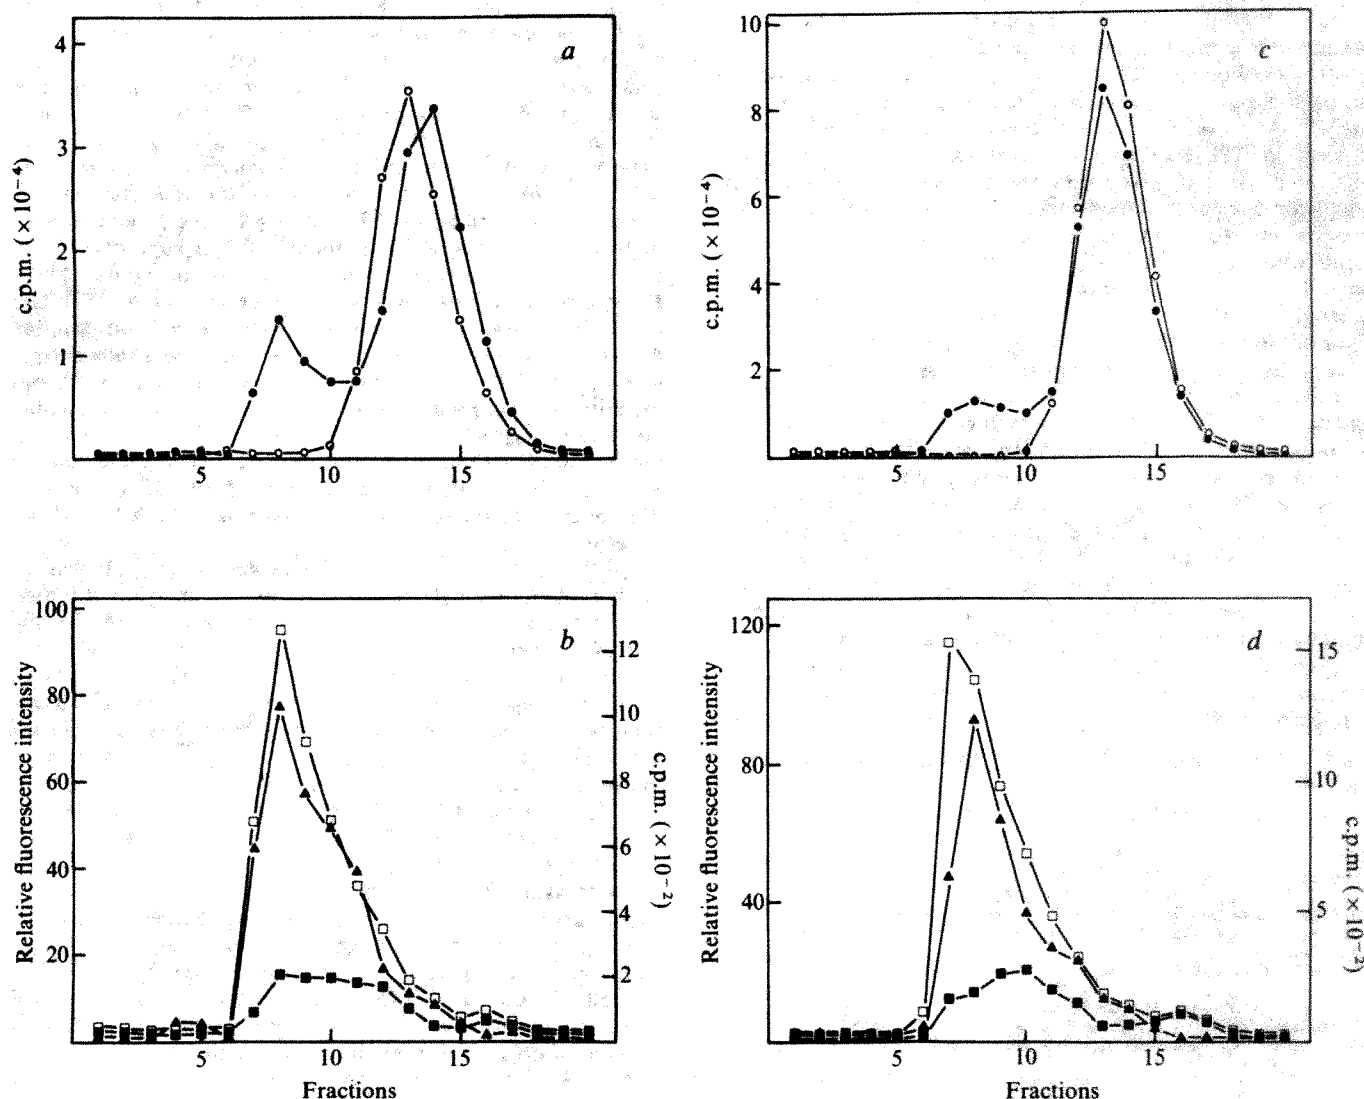 a
4
3
2
1
c.p.m. (× 10⁻⁴)
5 10 15
c
10
8
6
4
2
c.p.m. (× 10⁻⁴)
5 10 15
b
100
80
60
40
20
Relative fluorescence intensity
12
10
8
6
4
2
c.p.m. (× 10⁻²)
5 10 15
Fractions
d
120
80
40
Relative fluorescence intensity
15
10
5
c.p.m. (× 10⁻²)
5 10 15
Fractions